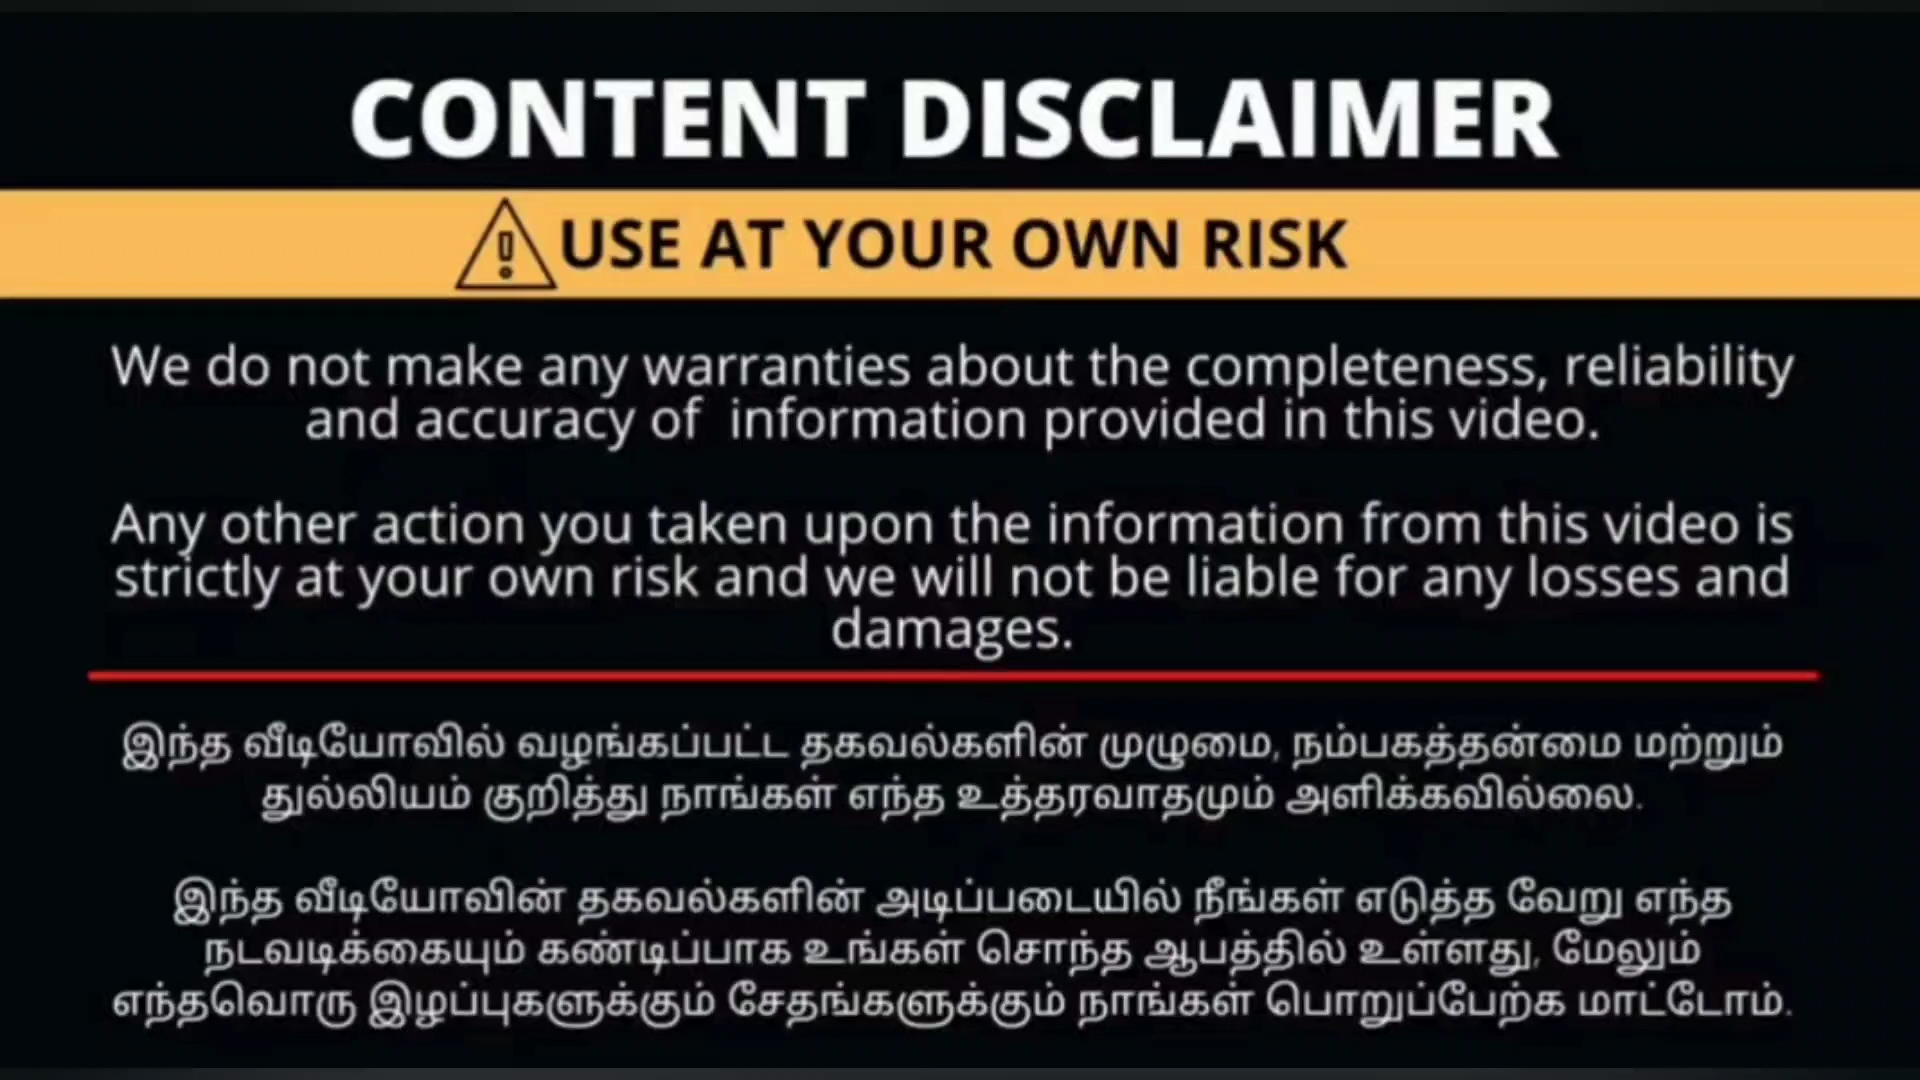 CONTENT DISCLAIMER
USE AT YOUR OWN RISK
We do not make any warranties about the completeness, reliability
and accuracy of information provided in this video.
Any other action you taken upon the information from this video is
strictly at your own risk and we will not be liable for any losses and
damages.
இந்த வீடியோவில் வழங்கப்பட்ட தகவல்களின் முழுமை, நம்பகத்தன்மை மற்றும்
துல்லியம் குறித்து நாங்கள் எந்த உத்தரவாதமும் அளிக்கவில்லை.
இந்த வீடியோவின் தகவல்களின் அடிப்படையில் நீங்கள் எடுத்த வேறு எந்த
நடவடிக்கையும் கண்டிப்பாக உங்கள் சொந்த ஆபத்தில் உள்ளது, மேலும்
எந்தவொரு இழப்புகளுக்கும் சேதங்களுக்கும் நாங்கள் பொறுப்பேற்க மாட்டோம்.